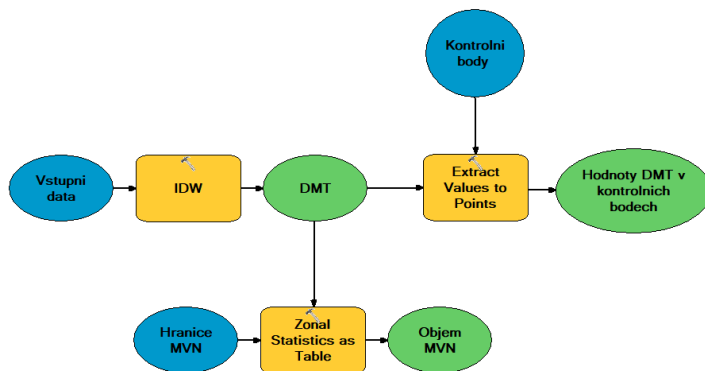 Kontrolni
body
Vstupni
data
IDW
DMT
Extract
Values to
Points
Hodnoty DMT v
kontrolnich
bodech
Hranice
MVN
Zonal
Statistics as
Table
Objem
MVN